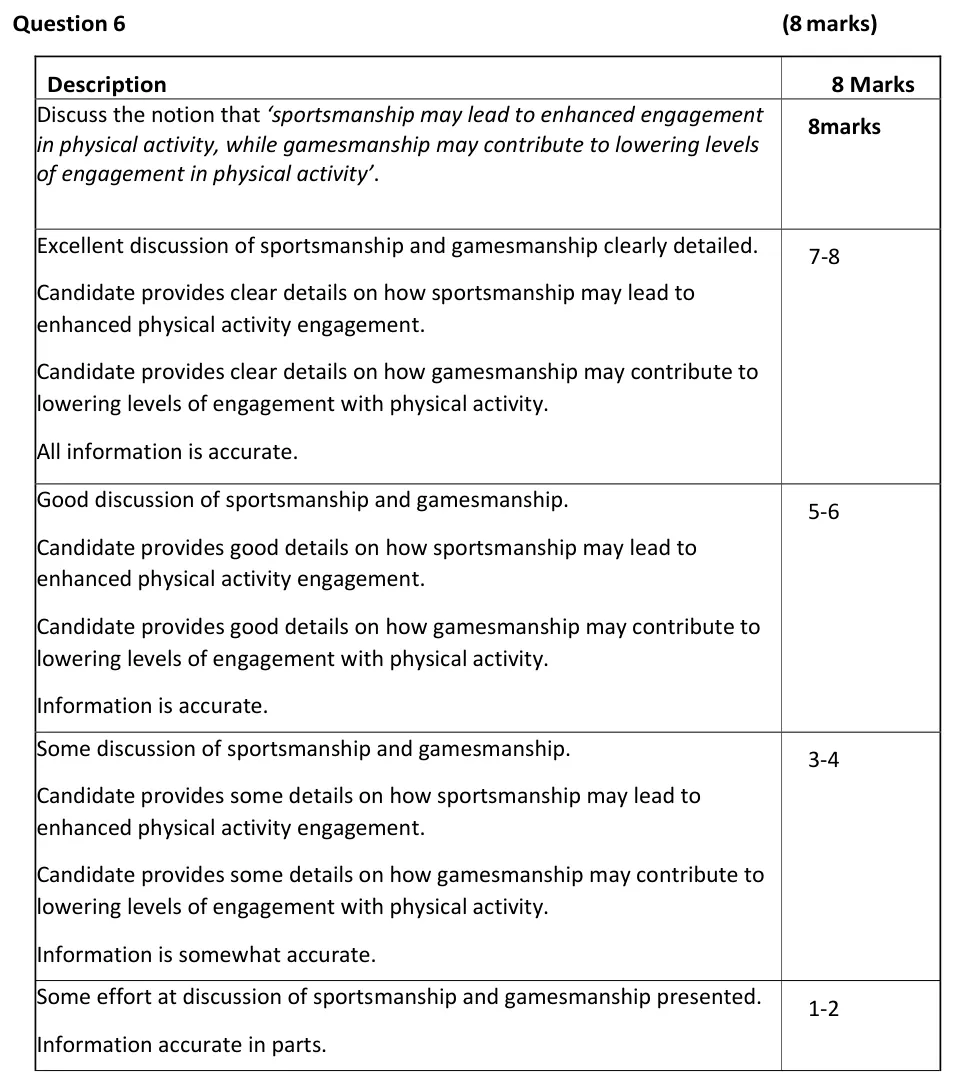 Question 6 (8 marks)
Description 8 Marks
Discuss the notion that ‘sportsmanship may lead to enhanced engagement
in physical activity, while gamesmanship may contribute to lowering levels
of engagement in physical activity’.
8marks
Excellent discussion of sportsmanship and gamesmanship clearly detailed.
Candidate provides clear details on how sportsmanship may lead to
enhanced physical activity engagement.
Candidate provides clear details on how gamesmanship may contribute to
lowering levels of engagement with physical activity.
All information is accurate.
7-8
Good discussion of sportsmanship and gamesmanship.
Candidate provides good details on how sportsmanship may lead to
enhanced physical activity engagement.
Candidate provides good details on how gamesmanship may contribute to
lowering levels of engagement with physical activity.
Information is accurate.
5-6
Some discussion of sportsmanship and gamesmanship.
Candidate provides some details on how sportsmanship may lead to
enhanced physical activity engagement.
Candidate provides some details on how gamesmanship may contribute to
lowering levels of engagement with physical activity.
Information is somewhat accurate.
3-4
Some effort at discussion of sportsmanship and gamesmanship presented.
Information accurate in parts.
1-2